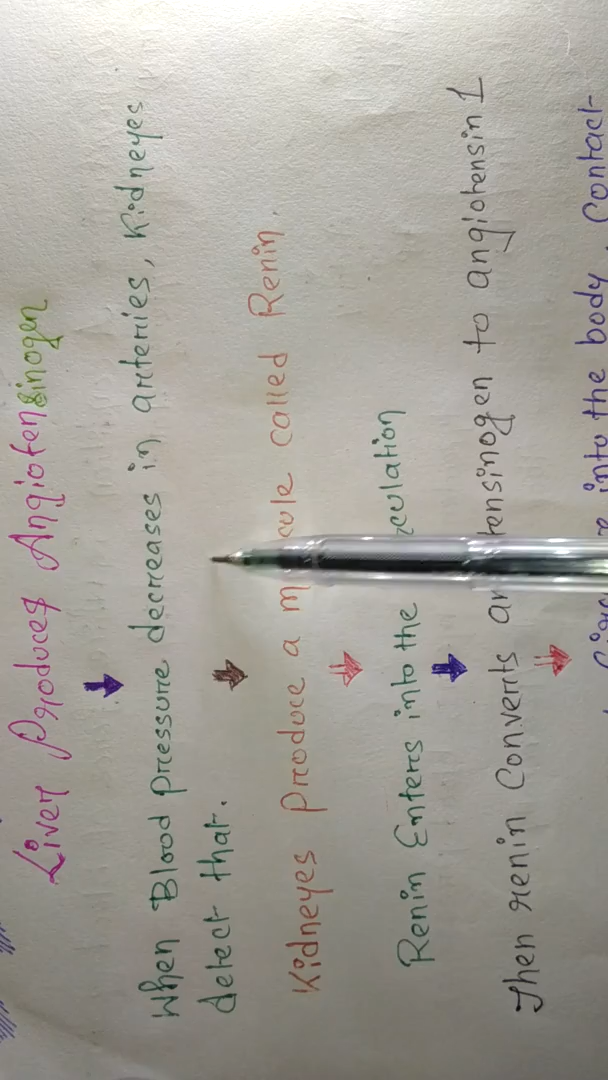 Liver Produces Angiotensinogen
When Blood pressure decreases in arteries, Kidneyes
detect that.
Kidneyes produce a m cule called Renin.
Renin Enters into the culation
Then renin Converts an tensinogen to angiotensin 1
into the body. Contact-